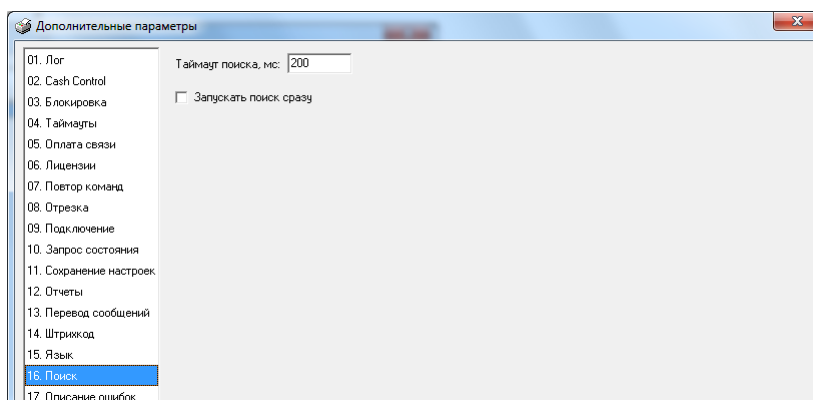 Дополнительные параметры
01. Лог
02. Cash Control
03. Блокировка
04. Таймауты
05. Оплата связи
06. Лицензии
07. Повтор команд
08. Отрезка
09. Подключение
10. Запрос состояния
11. Сохранение настроек
12. Отчеты
13. Перевод сообщений
14. Штрихкод
15. Язык
16. Поиск
17. Описание ошибок
Таймаут поиска, мс: 200
Запускать поиск сразу